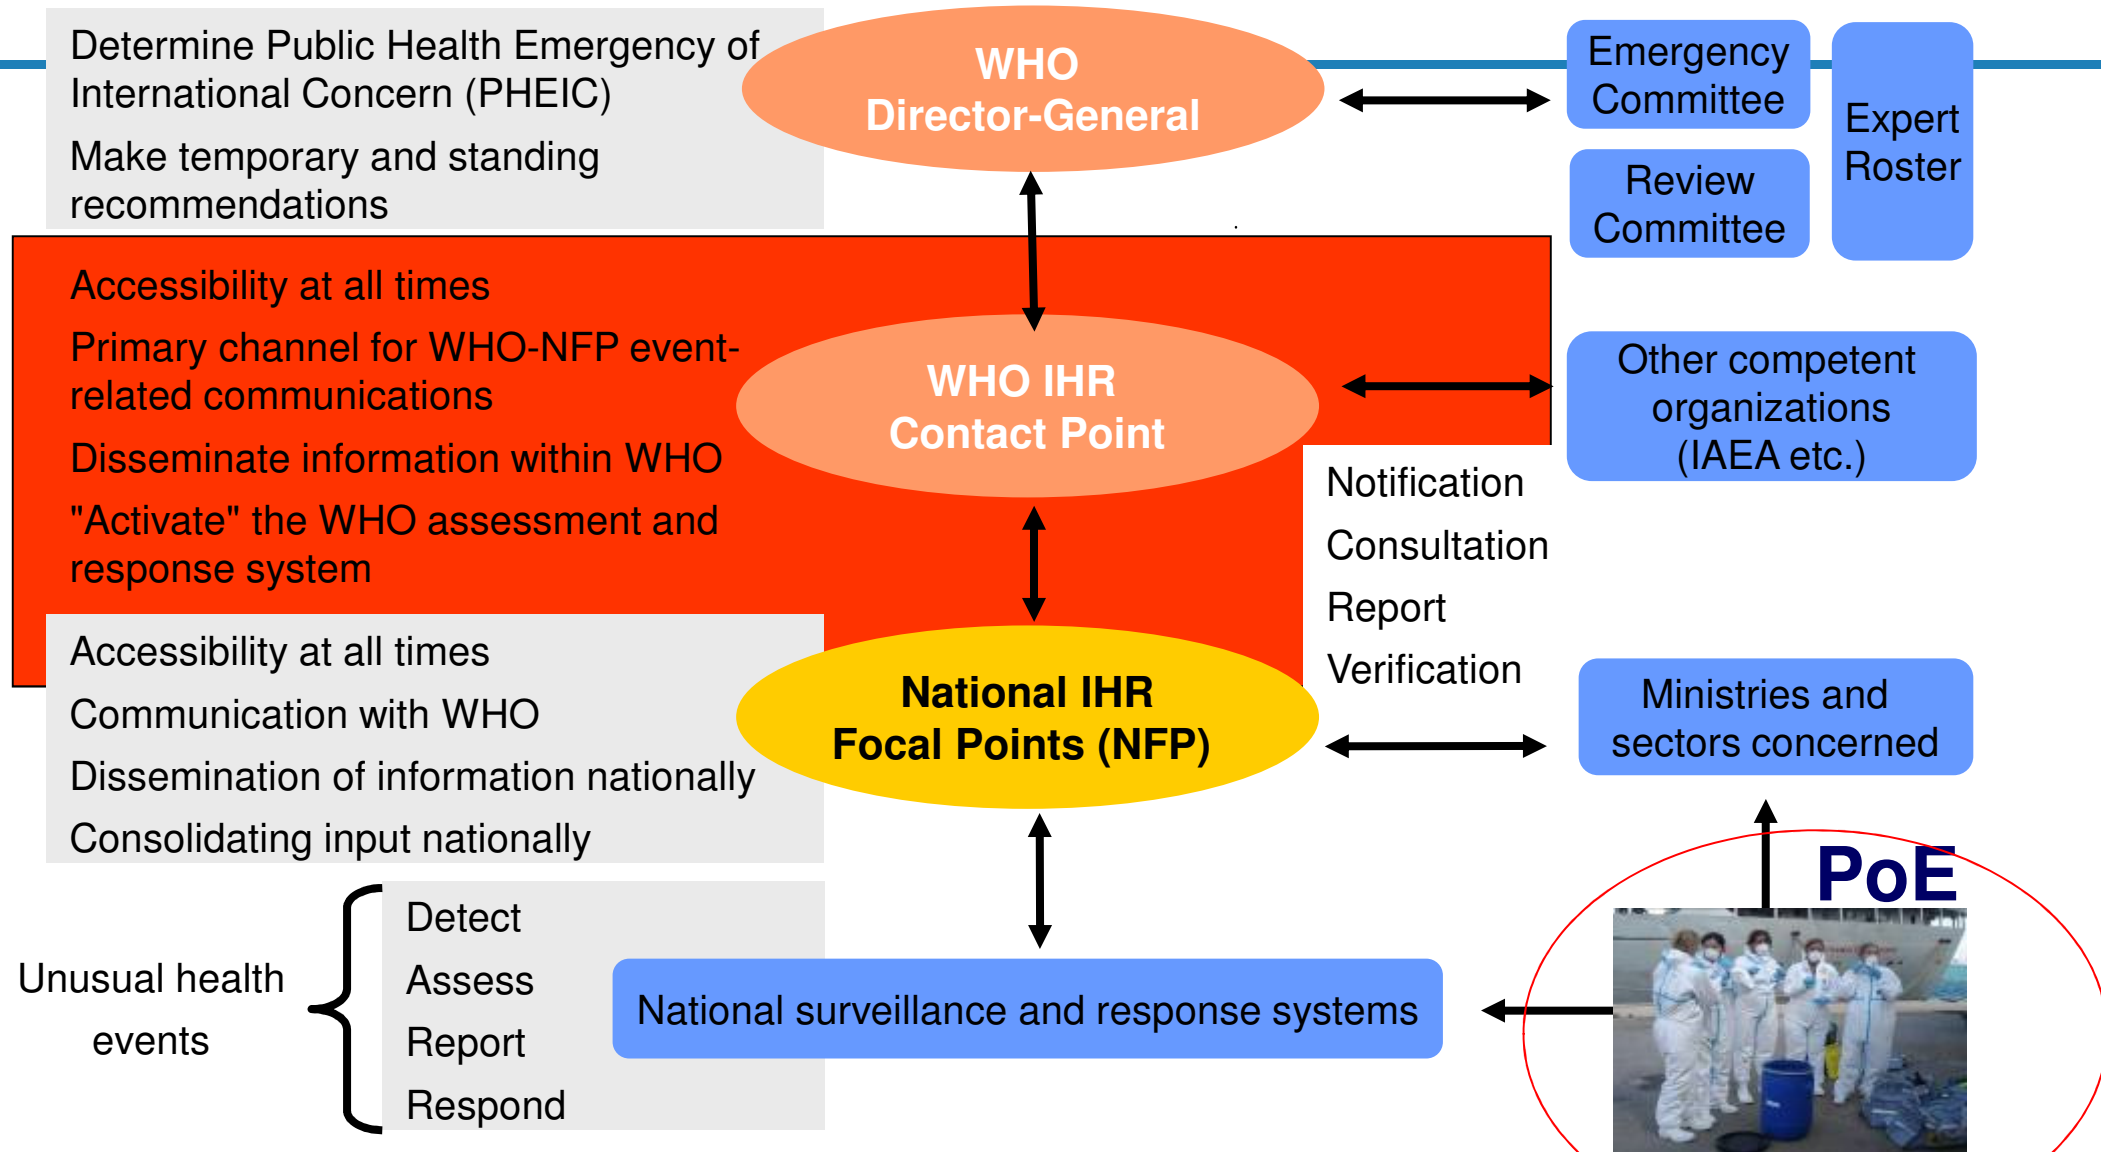 Determine Public Health Emergency of
International Concern (PHEIC)
Make temporary and standing
recommendations
WHO
Director-General
Emergency
Committee
Expert
Roster
Review
Committee
Accessibility at all times
Primary channel for WHO-NFP event-
related communications
Disseminate information within WHO
"Activate" the WHO assessment and
response system
WHO IHR
Contact Point
Other competent
organizations
(IAEA etc.)
Notification
Consultation
Report
Verification
Accessibility at all times
Communication with WHO
Dissemination of information nationally
Consolidating input nationally
National IHR
Focal Points (NFP)
Ministries and
sectors concerned
PoE
Unusual health
events
Detect
Assess
Report
Respond
National surveillance and response systems